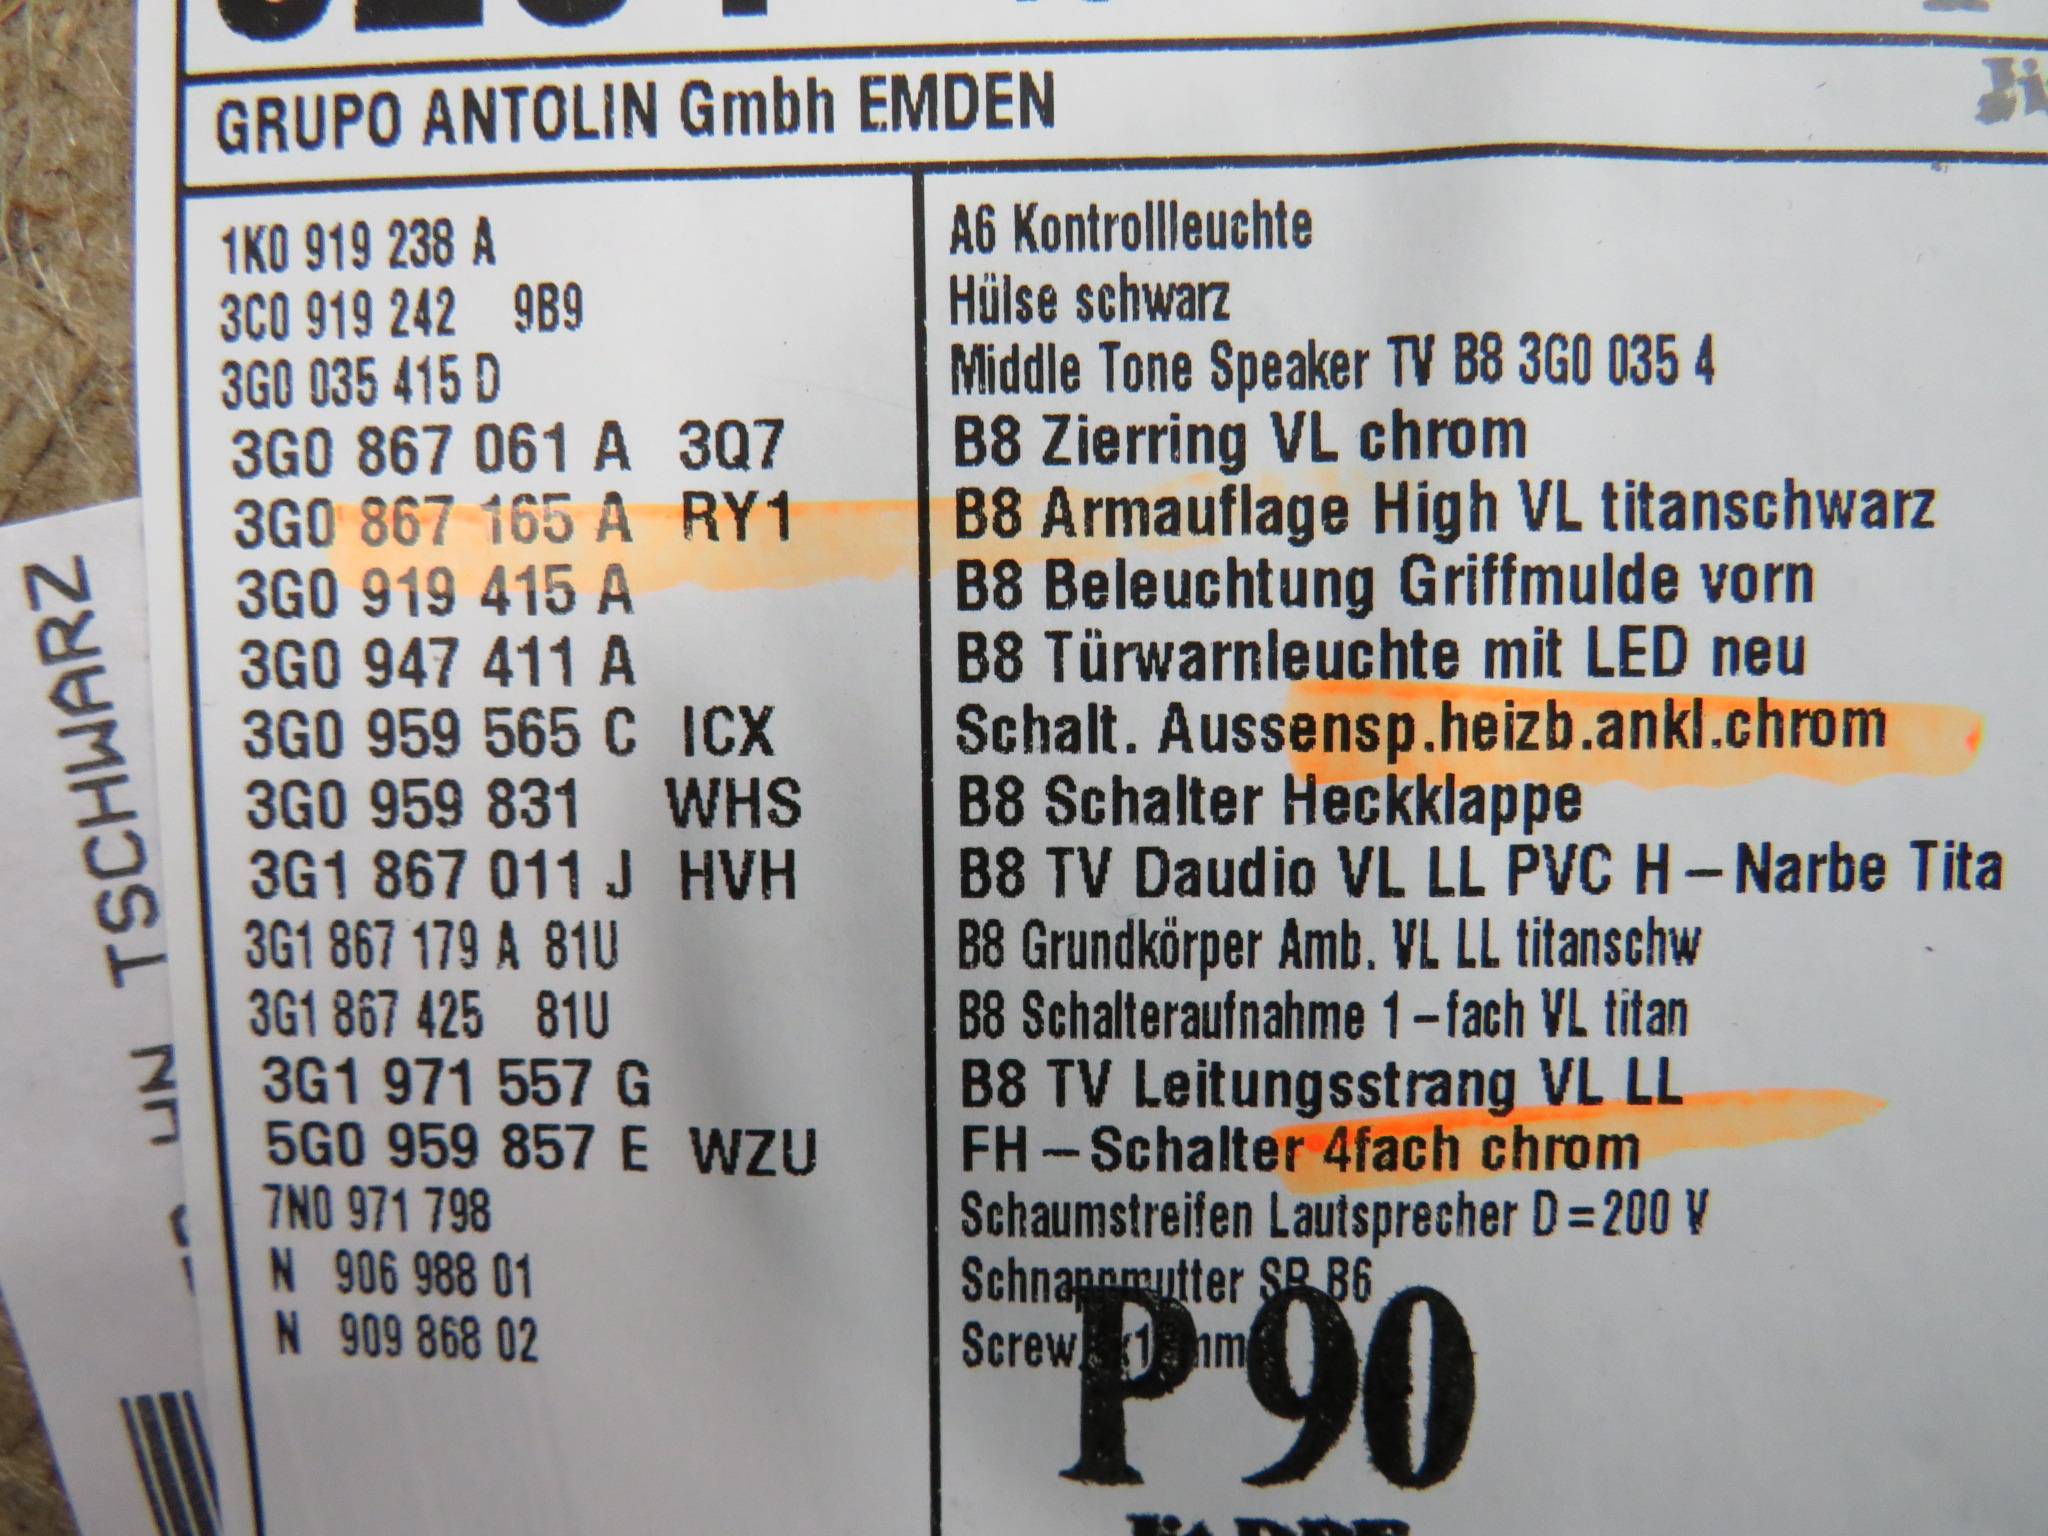 GRUPO ANTOLIN Gmbh EMDEN
1K0 919 238 A A6 Kontrollleuchte
3C0 919 242 9B9 Hülse schwarz
3G0 035 415 D Middle Tone Speaker TV B8 3G0 035 4
3G0 867 061 A 3Q7 B8 Zierring VL chrom
3G0 867 165 A RY1 B8 Armauflage High VL titanschwarz
3G0 919 415 A B8 Beleuchtung Griffmulde vorn
3G0 947 411 A B8 Türwarnleuchte mit LED neu
3G0 959 565 C ICX Schalt. Aussensp.heizb.ankl.chrom
3G0 959 831 WHS B8 Schalter Heckklappe
3G1 867 011 J HVH B8 TV Daudio VL LL PVC H-Narbe Tita
3G1 867 179 A 81U B8 Grundkörper Amb. VL LL titanschw
3G1 867 425 81U B8 Schalteraufnahme 1-fach VL titan
3G1 971 557 G B8 TV Leitungsstrang VL LL
5G0 959 857 E WZU FH-Schalter 4fach chrom
7N0 971 798 Schaumstreifen Lautsprecher D=200 V
N 906 988 01 Schnappmutter SR B6
N 909 868 02 Screw
P 90
TSCHWARZ